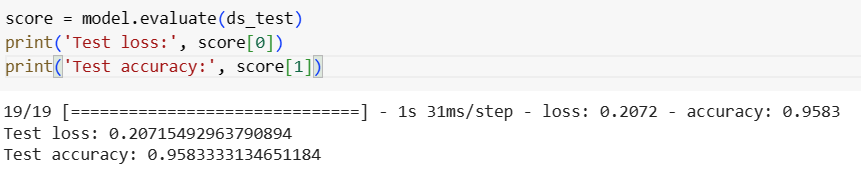 score = model.evaluate(ds_test)
print('Test loss:', score[0])
print('Test accuracy:', score[1])
19/19 [==============================] - 1s 31ms/step - loss: 0.2072 - accuracy: 0.9583
Test loss: 0.20715492963790894
Test accuracy: 0.9583333134651184